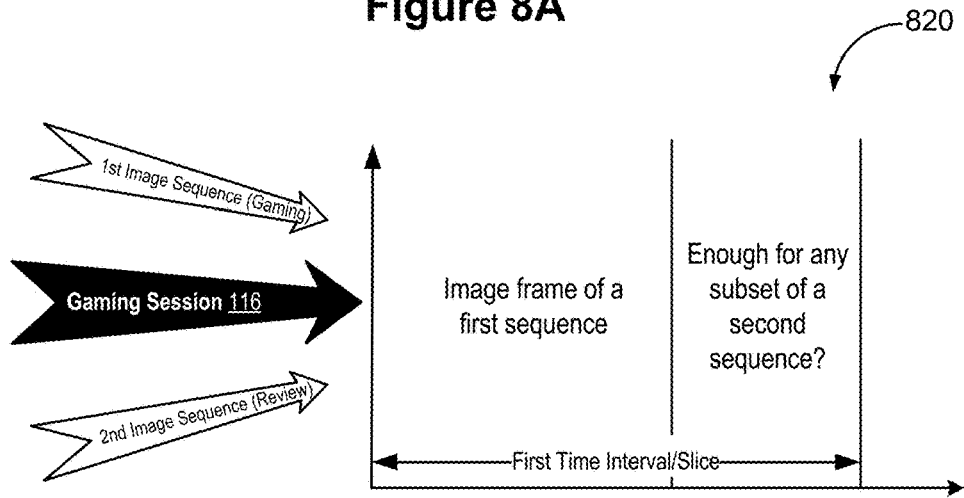 Figure 8A
820
1st Image Sequence (Gaming)
Gaming Session 116
2nd Image Sequence (Review)
Image frame of a
first sequence
Enough for any
subset of a
second
sequence?
First Time Interval/Slice